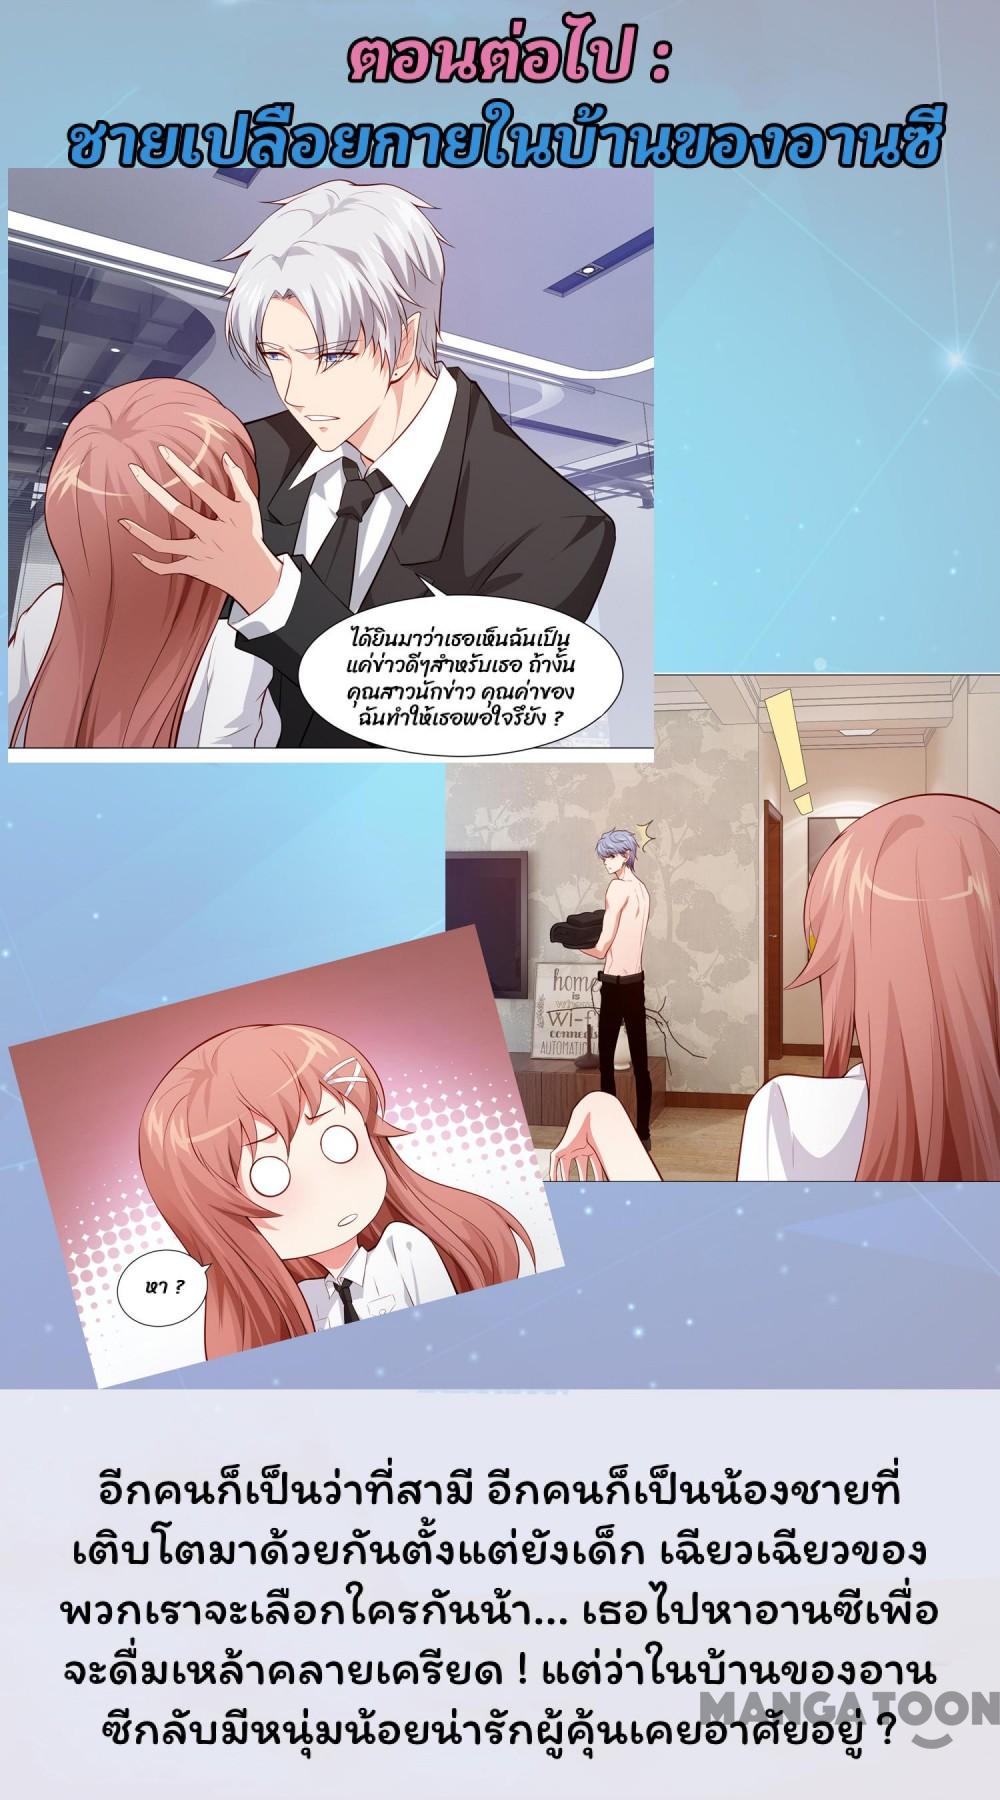 ตอนต่อไป :
ชายเปลือยกายในบ้านของอานซี
ได้ยินมาว่าเธอเห็นฉันเป็น
แค่ข่าวดีๆสำหรับเธอ ถ้างั้น
คุณสาวนักข่าว คุณค่าของ
ฉันทำให้เธอพอใจรึยัง ?
home
is
where
wi-fi
connects
AUTOMATIC
หา ?
อีกคนก็เป็นว่าที่สามี อีกคนก็เป็นน้องชายที่
เติบโตมาด้วยกันตั้งแต่ยังเด็ก เฉียวเฉียวของ
พวกเราจะเลือกใครกันน้า... เธอไปหาอานซีเพื่อ
จะดื่มเหล้าคลายเครียด ! แต่ว่าในบ้านของอาน
ซีกลับมีหนุ่มน้อยน่ารักผู้คุ้นเคยอาศัยอยู่ ?
MANGATOON